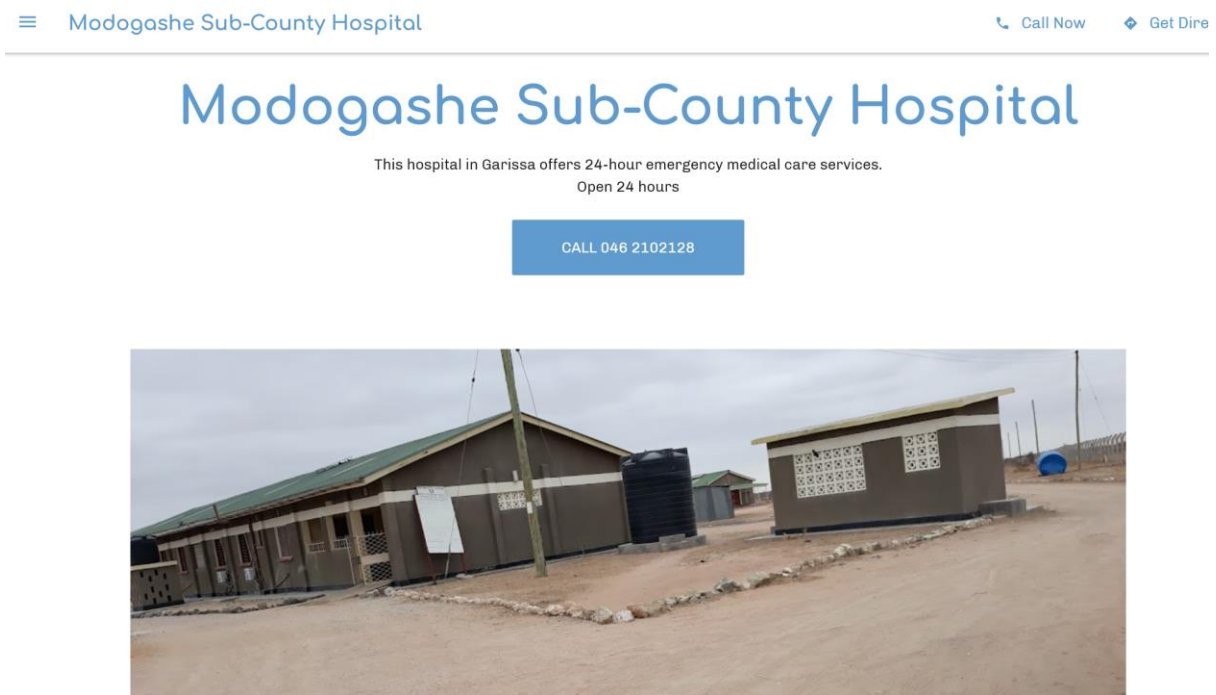 Modogashe Sub-County Hospital
Call Now
Get Dire
Modogashe Sub-County Hospital
This hospital in Garissa offers 24-hour emergency medical care services.
Open 24 hours
CALL 046 2102128